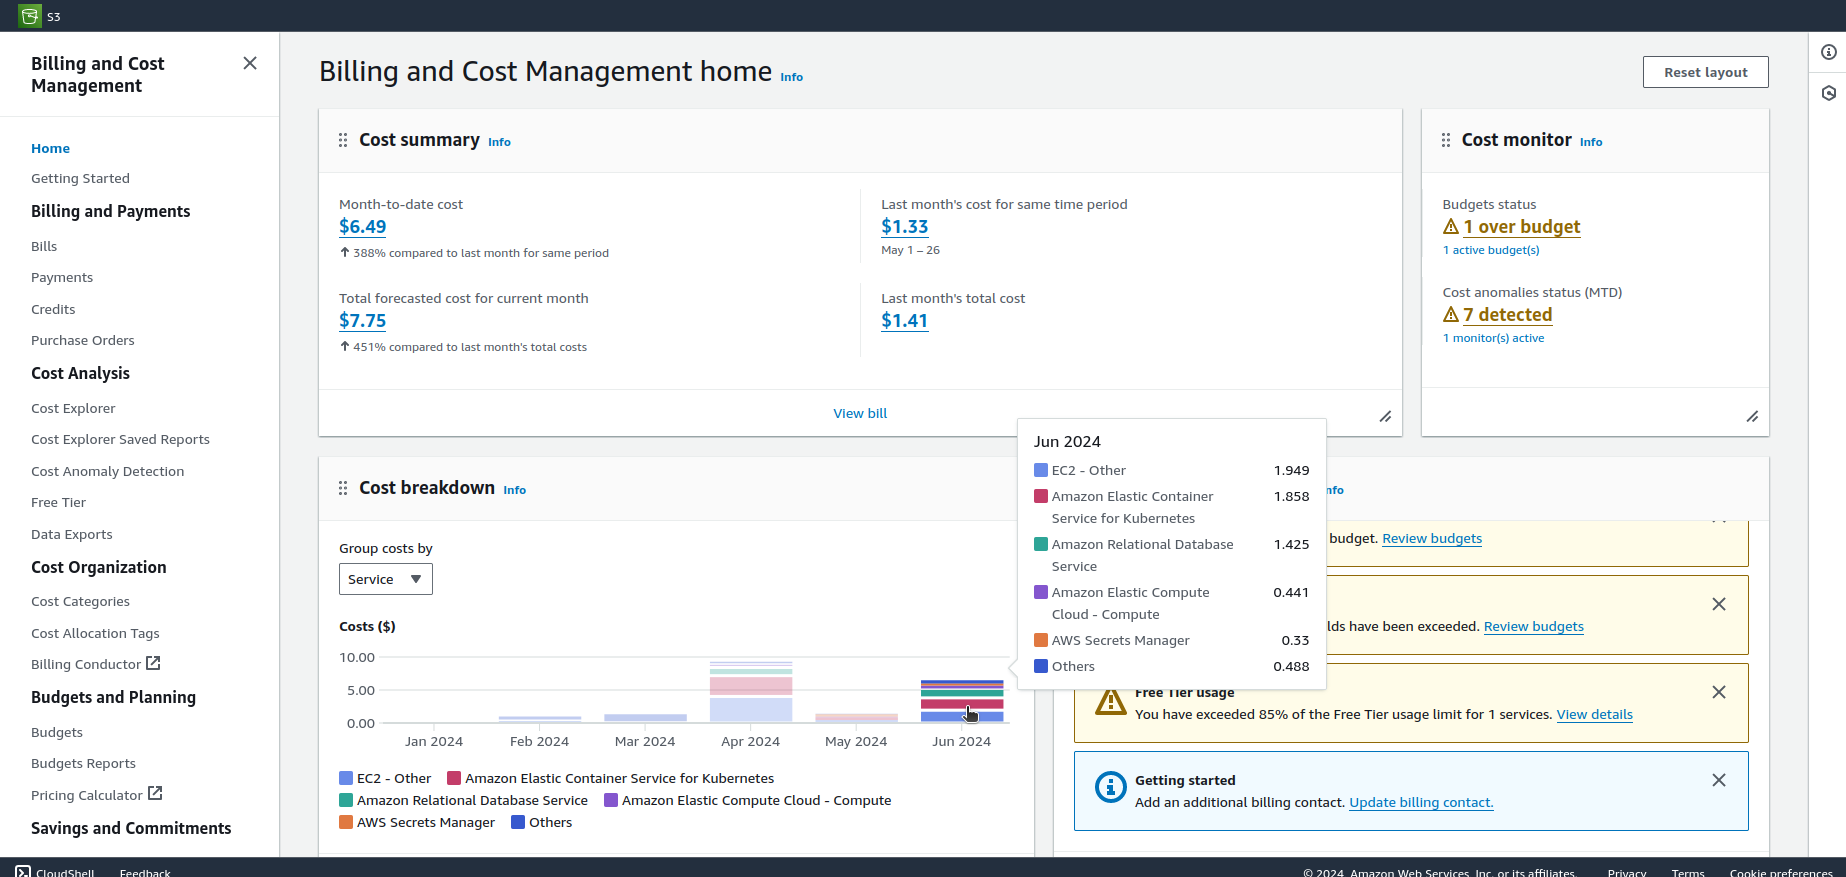 S3
Billing and Cost
Management
Home
Getting Started
Billing and Payments
Bills
Payments
Credits
Purchase Orders
Cost Analysis
Cost Explorer
Cost Explorer Saved Reports
Cost Anomaly Detection
Free Tier
Data Exports
Cost Organization
Cost Categories
Cost Allocation Tags
Billing Conductor
Budgets and Planning
Budgets
Budgets Reports
Pricing Calculator
Savings and Commitments
Billing and Cost Management home Info
Reset layout
Cost summary Info
Month-to-date cost
$6.49
388% compared to last month for same period
Last month's cost for same time period
$1.33
May 1 – 26
Total forecasted cost for current month
$7.75
451% compared to last month's total costs
Last month's total cost
$1.41
View bill
Cost monitor Info
Budgets status
1 over budget
1 active budget(s)
Cost anomalies status (MTD)
7 detected
1 monitor(s) active
Cost breakdown Info
Group costs by
Service
Costs ($)
10.00
5.00
0.00
Jan 2024 Feb 2024 Mar 2024 Apr 2024 May 2024 Jun 2024
EC2 - Other Amazon Elastic Container Service for Kubernetes
Amazon Relational Database Service Amazon Elastic Compute Cloud - Compute
AWS Secrets Manager Others
Jun 2024
EC2 - Other 1.949
Amazon Elastic Container 1.858
Service for Kubernetes
Amazon Relational Database 1.425
Service
Amazon Elastic Compute 0.441
Cloud - Compute
AWS Secrets Manager 0.33
Others 0.488
nfo
budget. Review budgets
lds have been exceeded. Review budgets
Free Tier usage
You have exceeded 85% of the Free Tier usage limit for 1 services. View details
Getting started
Add an additional billing contact. Update billing contact.
CloudShell Feedback
© 2024, Amazon Web Services, Inc. or its affiliates. Privacy Terms Cookie preferences